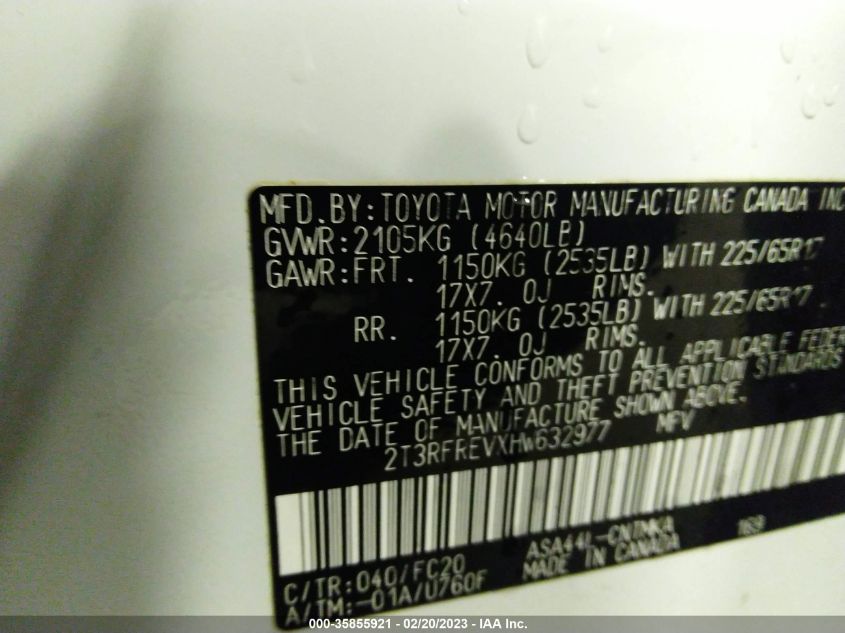 MFD.BY:TOYOTA MOTOR MANUFACTURING CANADA INC
GVWR:2105KG (4640LB)
GAWR:FRT. 1150KG (2535LB) WITH 225/65R17
17X7.0J RIMS.
RR. 1150KG (2535LB) WITH 225/65R17
17X7.0J RIMS.
THIS VEHICLE CONFORMS TO ALL APPLICABLE FEDER
VEHICLE SAFETY AND THEFT PREVENTION STANDARDS
THE DATE OF MANUFACTURE SHOWN ABOVE.
2T3RFREVXHW632977 MPV
C/TR:040/FC20 ASA44L-CNTMKA 169
A/TM:-01A/U760F MADE IN CANADA
000-35855921 - 02/20/2023 - IAA Inc.